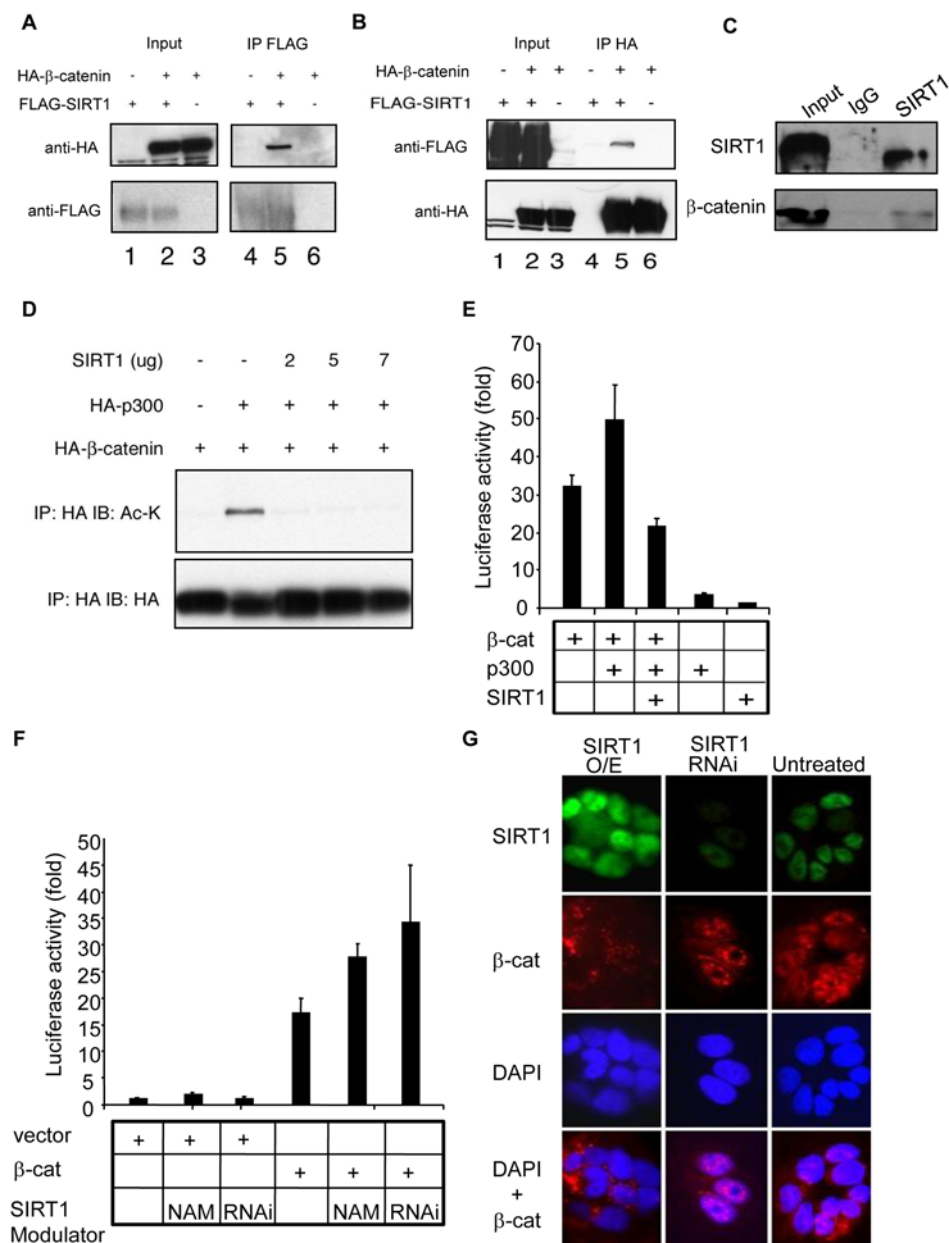 A
Input IP FLAG
HA-β-catenin - + + - + +
FLAG-SIRT1 + + - + + -
anti-HA
anti-FLAG
1 2 3 4 5 6
B
Input IP HA
HA-β-catenin - + + - + +
FLAG-SIRT1 + + - + + -
anti-FLAG
anti-HA
1 2 3 4 5 6
C
Input IgG SIRT1
SIRT1
β-catenin
D
SIRT1 (ug) - - 2 5 7
HA-p300 - + + + +
HA-β-catenin + + + + +
IP: HA IB: Ac-K
IP: HA IB: HA
E
Luciferase activity (fold)
70
60
50
40
30
20
10
0
β-cat + + +
p300 + + +
SIRT1 + +
F
Luciferase activity (fold)
50
45
40
35
30
25
20
15
10
5
0
vector + + +
β-cat + + +
SIRT1 NAM RNAi NAM RNAi
Modulator
G
SIRT1 O/E
SIRT1 RNAi
Untreated
SIRT1
β-cat
DAPI
DAPI
+
β-cat